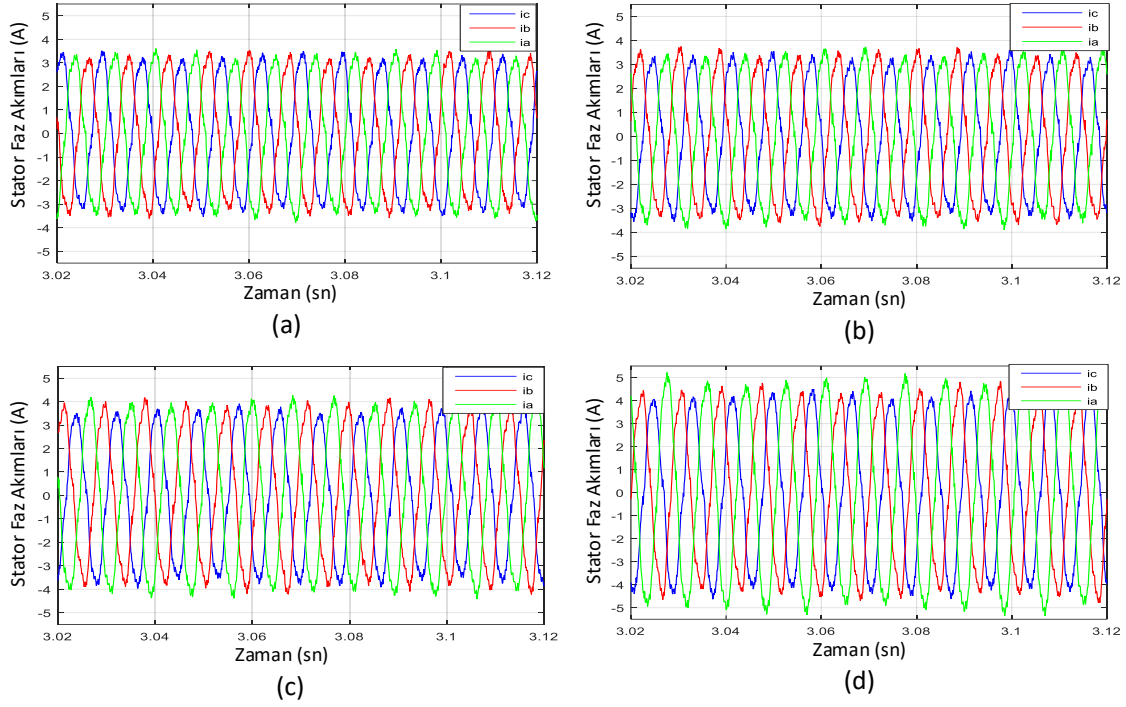 5
4
3
2
1
0
-1
-2
-3
-4
-5
Stator Faz Akımları (A)
ic
ib
ia
3.02 3.04 3.06 3.08 3.1 3.12
Zaman (sn)
(a)
5
4
3
2
1
0
-1
-2
-3
-4
-5
Stator Faz Akımları (A)
ic
ib
ia
3.02 3.04 3.06 3.08 3.1 3.12
Zaman (sn)
(b)
5
4
3
2
1
0
-1
-2
-3
-4
-5
Stator Faz Akımları (A)
ic
ib
ia
3.02 3.04 3.06 3.08 3.1 3.12
Zaman (sn)
(c)
5
4
3
2
1
0
-1
-2
-3
-4
-5
Stator Faz Akımları (A)
ic
ib
ia
3.02 3.04 3.06 3.08 3.1 3.12
Zaman (sn)
(d)